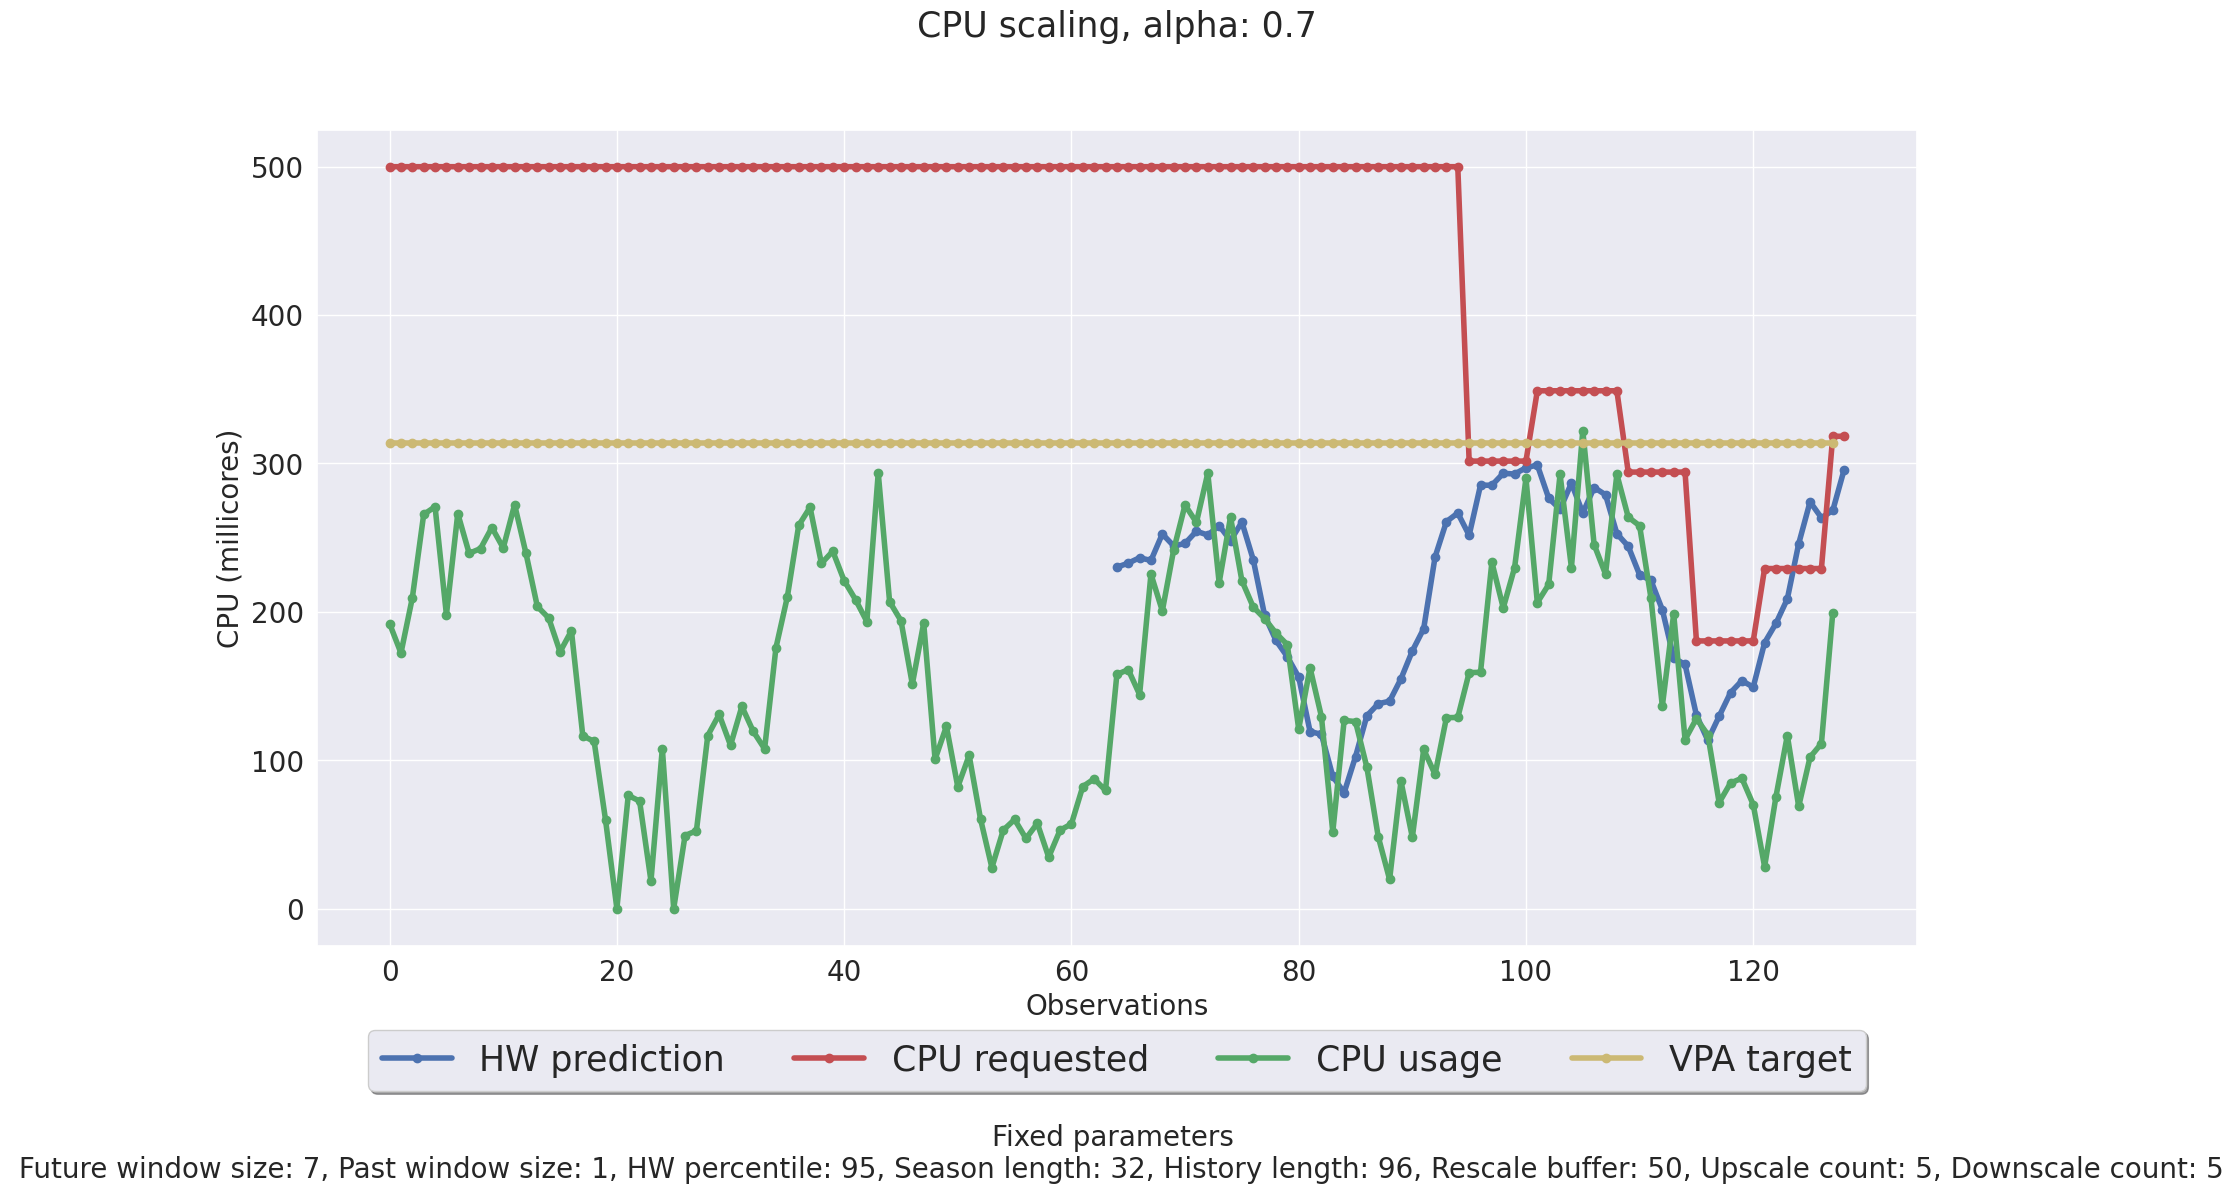 CPU scaling, alpha: 0.7
500
400
300
200
100
0
CPU (millicores)
0 20 40 60 80 100 120
Observations
HW prediction CPU requested CPU usage VPA target
Fixed parameters
Future window size: 7, Past window size: 1, HW percentile: 95, Season length: 32, History length: 96, Rescale buffer: 50, Upscale count: 5, Downscale count: 5